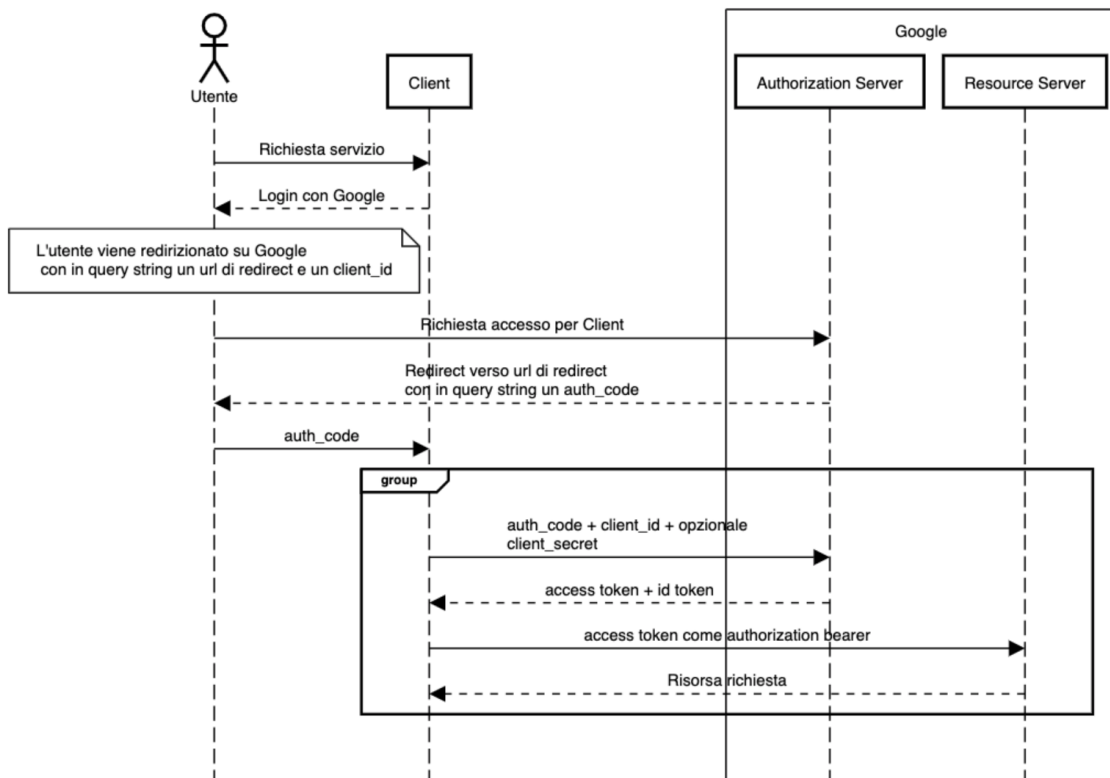 Google
Utente
Client
Authorization Server
Resource Server
Richiesta servizio
Login con Google
L'utente viene redirizionato su Google
con in query string un url di redirect e un client_id
Richiesta accesso per Client
Redirect verso url di redirect
con in query string un auth_code
auth_code
group
auth_code + client_id + opzionale
client_secret
access token + id token
access token come authorization bearer
Risorsa richiesta